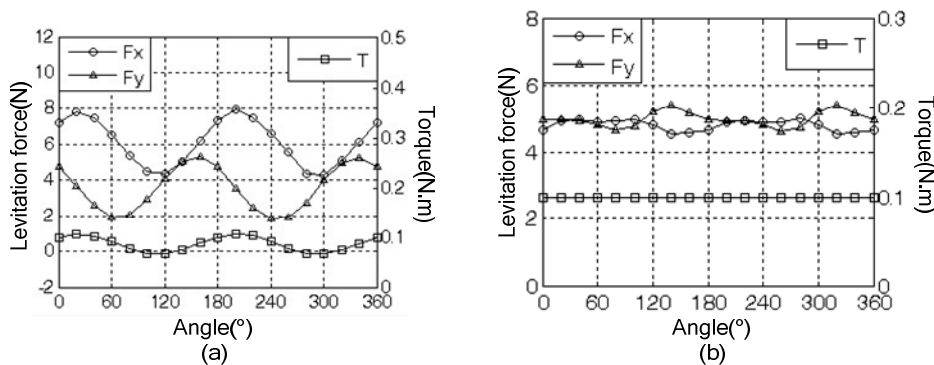 12
10
8
6
4
2
0
-2
Levitation force(N)
Fx
Fy
T
0.5
0.4
0.3
0.2
0.1
0
Torque(N.m)
0 60 120 180 240 300 360
Angle(°)
(a)
8
6
4
2
0
Levitation force(N)
Fx
Fy
T
0.3
0.2
0.1
0
Torque(N.m)
0 60 120 180 240 300 360
Angle(°)
(b)